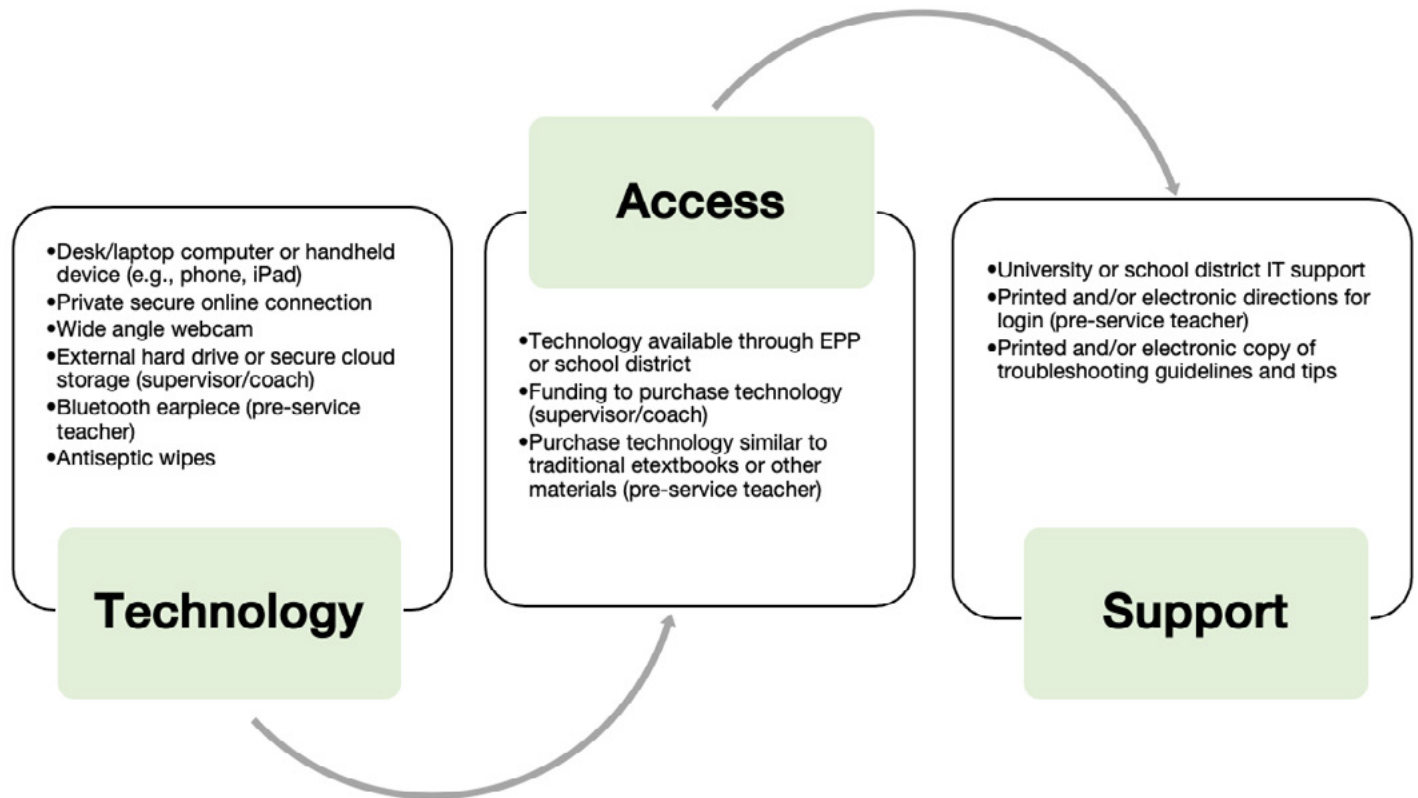 •Desk/laptop computer or handheld
device (e.g., phone, iPad)
•Private secure online connection
•Wide angle webcam
•External hard drive or secure cloud
storage (supervisor/coach)
•Bluetooth earpiece (pre-service
teacher)
•Antiseptic wipes
Technology
Access
•Technology available through EPP
or school district
•Funding to purchase technology
(supervisor/coach)
•Purchase technology similar to
traditional etextbooks or other
materials (pre-service teacher)
•University or school district IT support
•Printed and/or electronic directions for
login (pre-service teacher)
•Printed and/or electronic copy of
troubleshooting guidelines and tips
Support